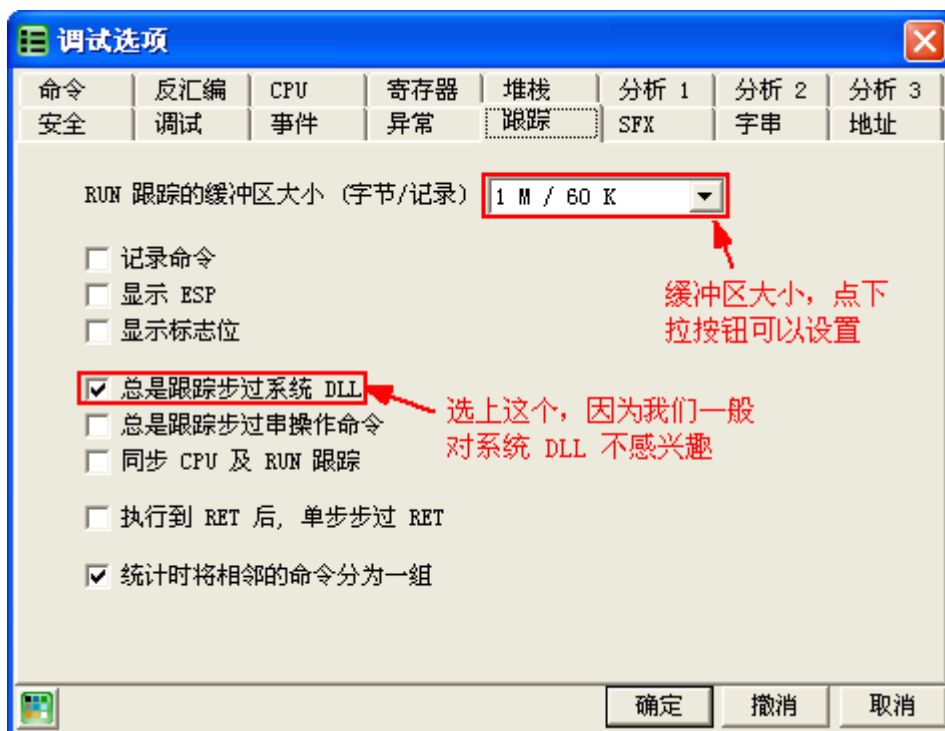 调试选项
命令 反汇编 CPU 寄存器 堆栈 分析 1 分析 2 分析 3
安全 调试 事件 异常 跟踪 SFX 字串 地址
RUN 跟踪的缓冲区大小 (字节/记录) 1 M / 60 K
记录命令
显示 ESP
显示标志位
缓冲区大小，点下
拉按钮可以设置
总是跟踪步过系统 DLL
总是跟踪步过串操作命令
同步 CPU 及 RUN 跟踪
选上这个，因为我们一般
对系统 DLL 不感兴趣
执行到 RET 后, 单步步过 RET
统计时将相邻的命令分为一组
确定 撤消 取消